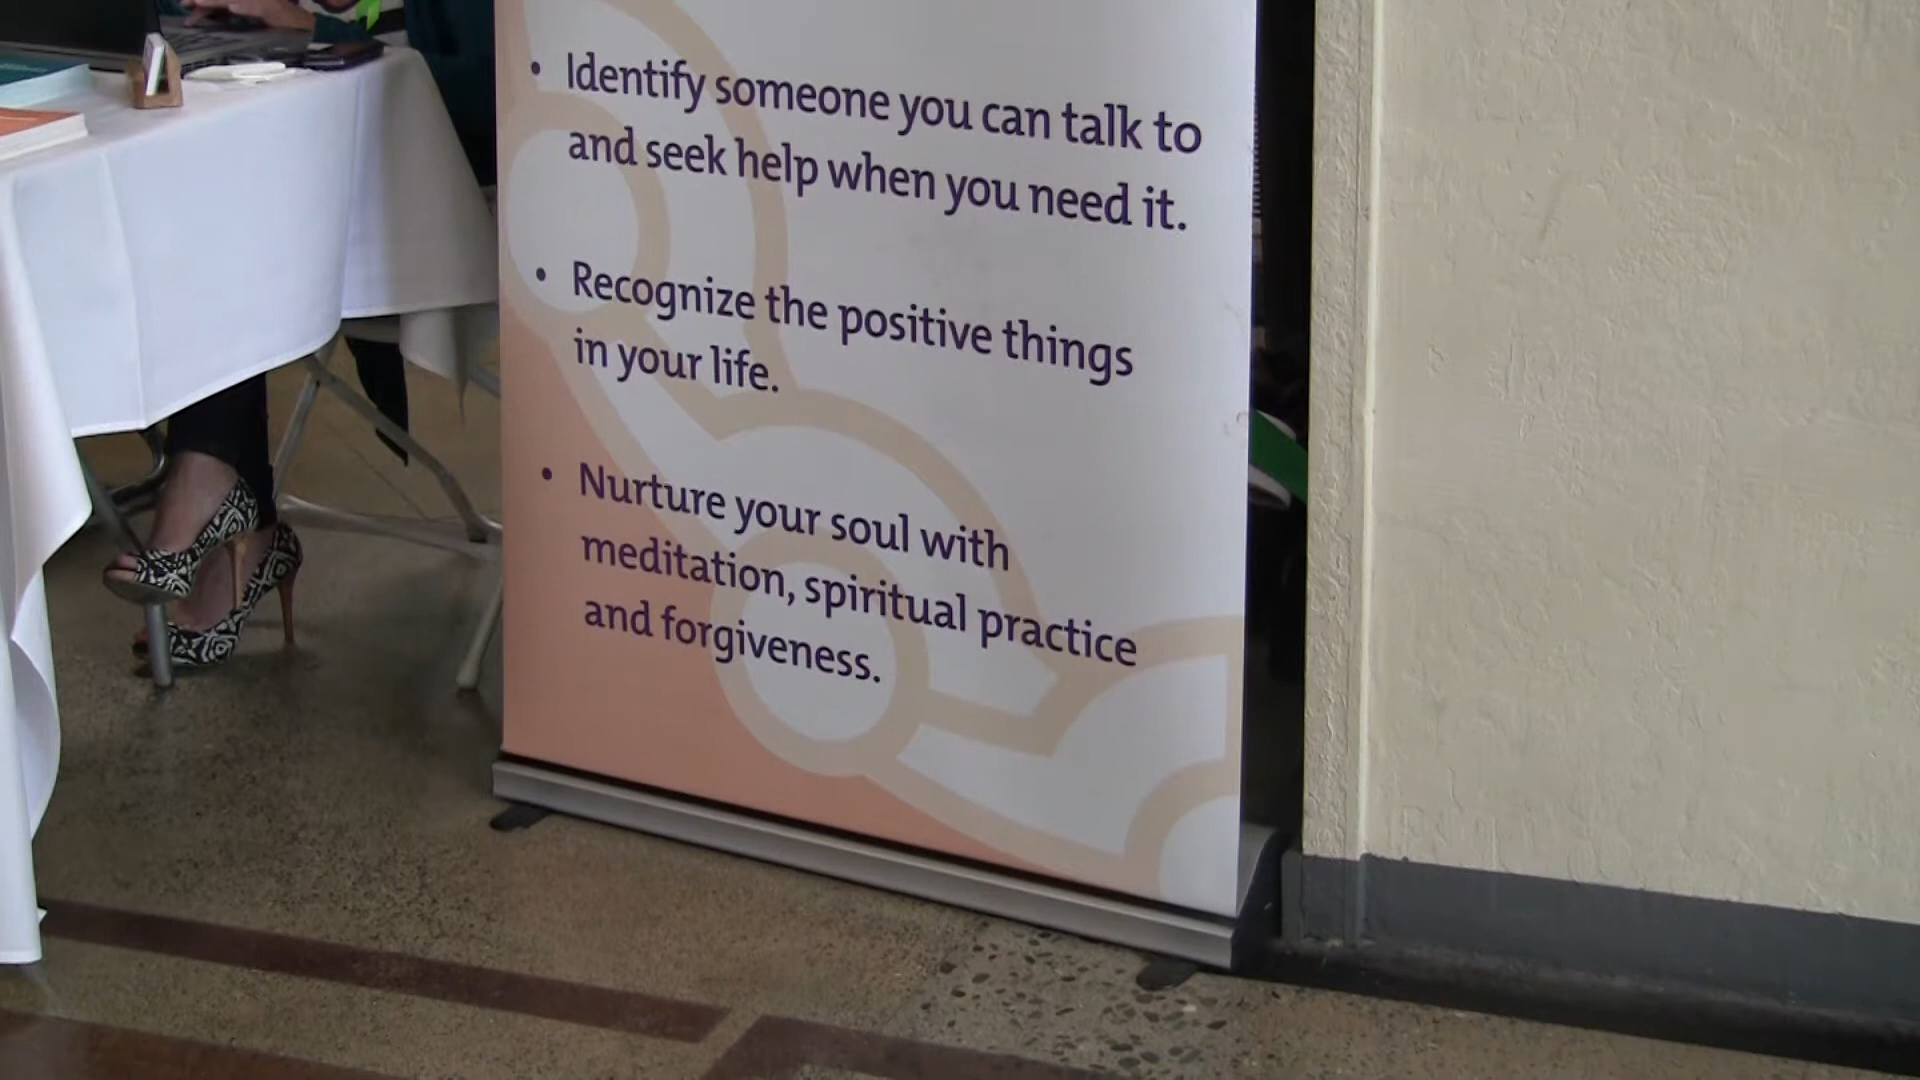 • Identify someone you can talk to
and seek help when you need it.
• Recognize the positive things
in your life.
• Nurture your soul with
meditation, spiritual practice
and forgiveness.